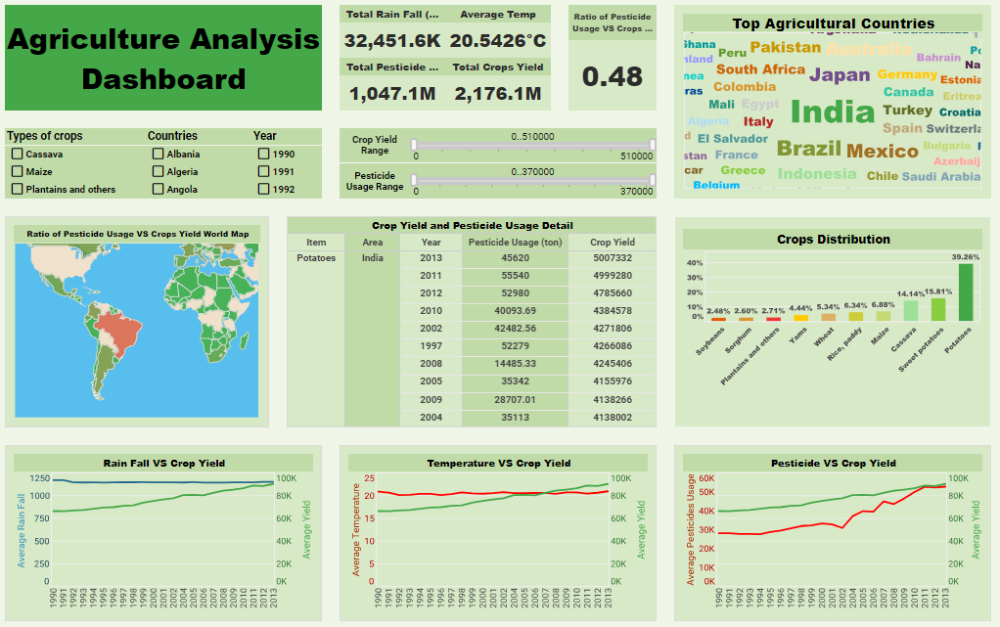 Agriculture Analysis
Dashboard
Total Rain Fall (...
Average Temp
32,451.6K
20.5426°C
Total Pesticide ...
Total Crops Yield
1,047.1M
2,176.1M
Ratio of Pesticide
Usage VS Crops ...
0.48
Top Agricultural Countries
Ghana
Peru
Pakistan
Australia
Bahrain
South Africa
Japan
Germany
Estonia
Colombia
Canada
Eritrea
Mali
Egypt
India
Turkey
Croatia
Algeria
Italy
Spain
El Salvador
France
Brazil
Mexico
Bulgaria
Greece
Indonesia
Chile
Saudi Arabia
Belgium
Types of crops
Countries
Year
Cassava
Albania
1990
Maize
Algeria
1991
Plantains and others
Angola
1992
Crop Yield
Range
0..510000
0
510000
Pesticide
Usage Range
0..370000
0
370000
Ratio of Pesticide Usage VS Crops Yield World Map
Crop Yield and Pesticide Usage Detail
Item Area Year Pesticide Usage (ton) Crop Yield
Potatoes India 2013 45620 5007332
2011 55540 4999280
2012 52980 4785660
2010 40093.69 4384578
2002 42482.56 4271806
1997 52279 4266086
2008 14485.33 4245406
2005 35342 4155976
2009 28707.01 4138266
2004 35113 4138002
Crops Distribution
40%
30%
20%
10%
0%
2.48% 2.60% 2.71% 4.44% 5.34% 6.34% 6.88% 14.14% 15.81% 39.26%
Soybeans
Sorghum
Plantains and others
Yams
Wheat
Rice, paddy
Maize
Cassava
Sweet potatoes
Potatoes
Rain Fall VS Crop Yield
Average Rain Fall
1250
1000
750
500
250
0
100K
80K
60K
40K
20K
0K
Average Yield
1990 1991 1992 1993 1994 1995 1996 1997 1998 1999 2000 2001 2002 2003 2004 2005 2006 2007 2008 2009 2010 2011 2012 2013
Temperature VS Crop Yield
Average Temperature
25
20
15
10
5
0
100K
80K
60K
40K
20K
0K
Average Yield
1990 1991 1992 1993 1994 1995 1996 1997 1998 1999 2000 2001 2002 2003 2004 2005 2006 2007 2008 2009 2010 2011 2012 2013
Pesticide VS Crop Yield
Average Pesticides Usage
60K
50K
40K
30K
20K
10K
0K
100K
80K
60K
40K
20K
0K
Average Yield
1990 1991 1992 1993 1994 1995 1996 1997 1998 1999 2000 2001 2002 2003 2004 2005 2006 2007 2008 2009 2010 2011 2012 2013